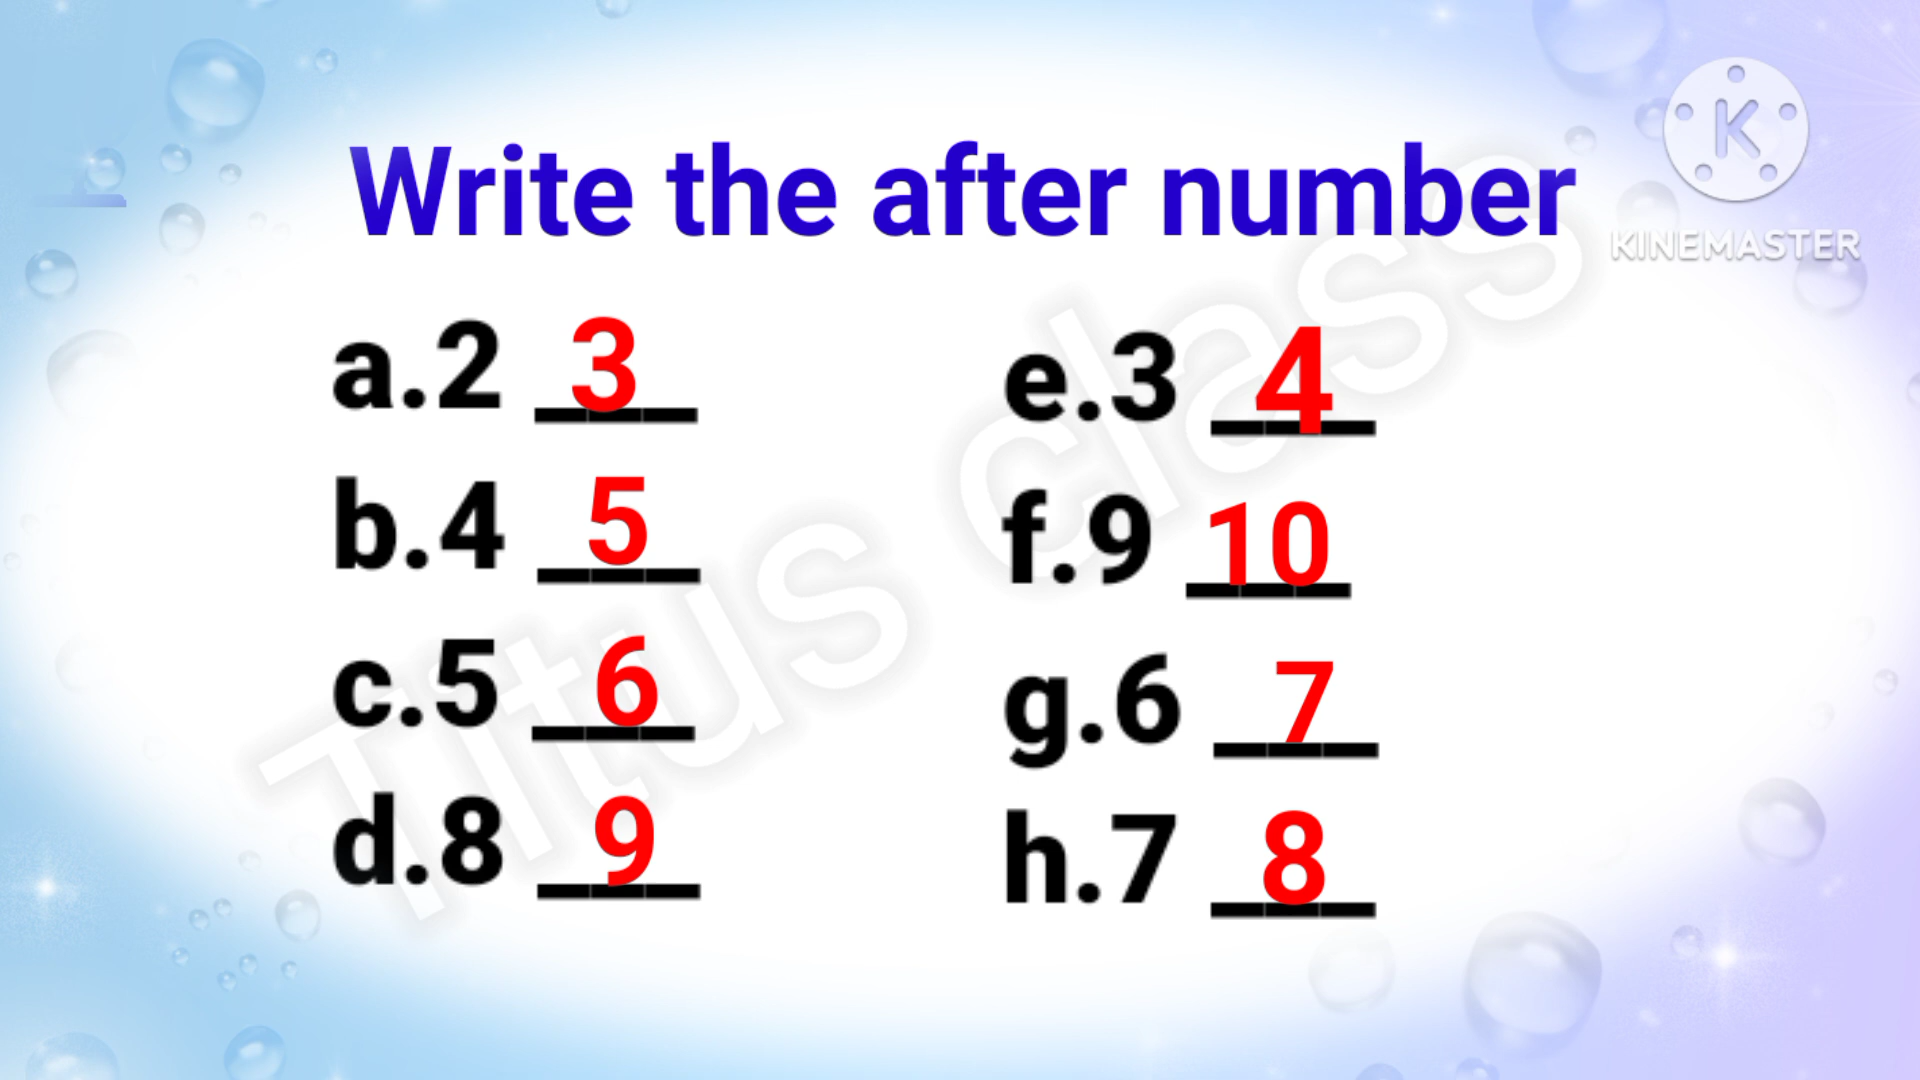 Write the after number
KINEMASTER
a.2 3
b.4 5
c.5 6
d.8 9
e.3 4
f.9 10
g.6 7
h.7 8
Titus class